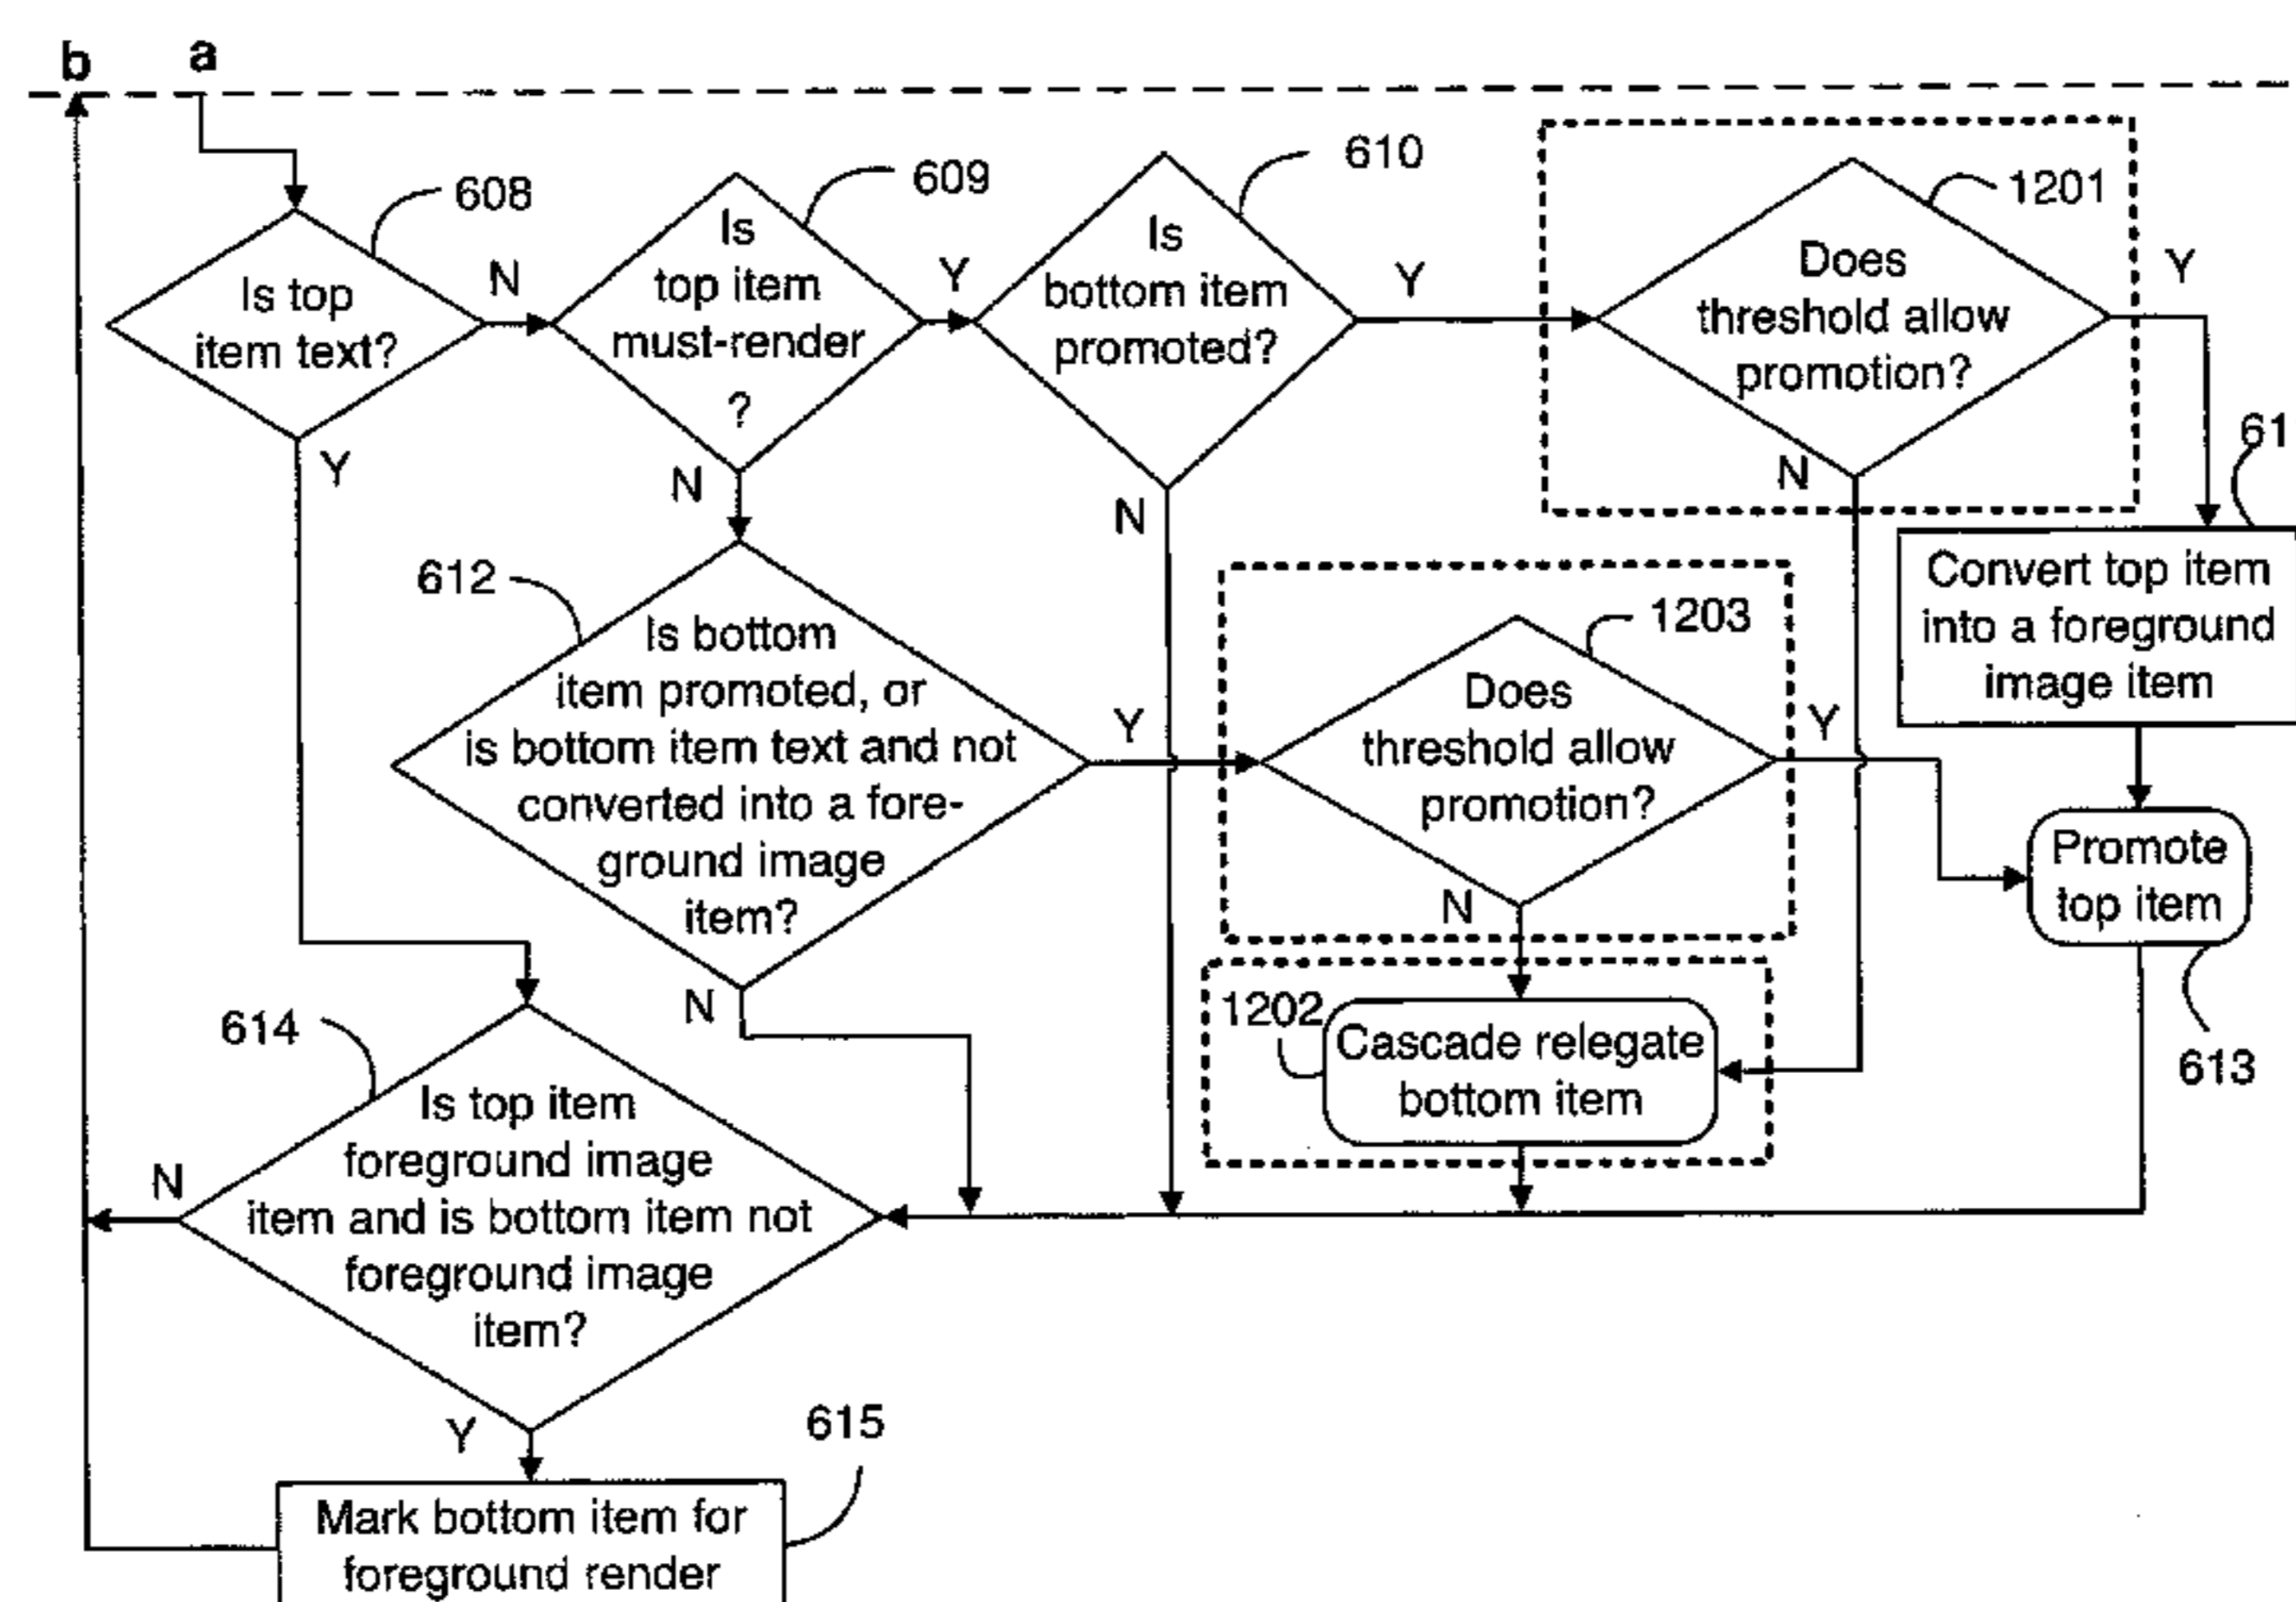 b
a
608
Is top
item text?
N
Y
609
Is
top item
must-render
?
Y
N
610
Is
bottom item
promoted?
Y
N
1201
Does
threshold allow
promotion?
Y
N
61
Convert top item
into a foreground
image item
612
Is bottom
item promoted, or
is bottom item text and not
converted into a fore-
ground image
item?
Y
N
1203
Does
threshold allow
promotion?
Y
N
Promote
top item
613
1202
Cascade relegate
bottom item
614
Is top item
foreground image
item and is bottom item not
foreground image
item?
N
Y
615
Mark bottom item for
foreground render